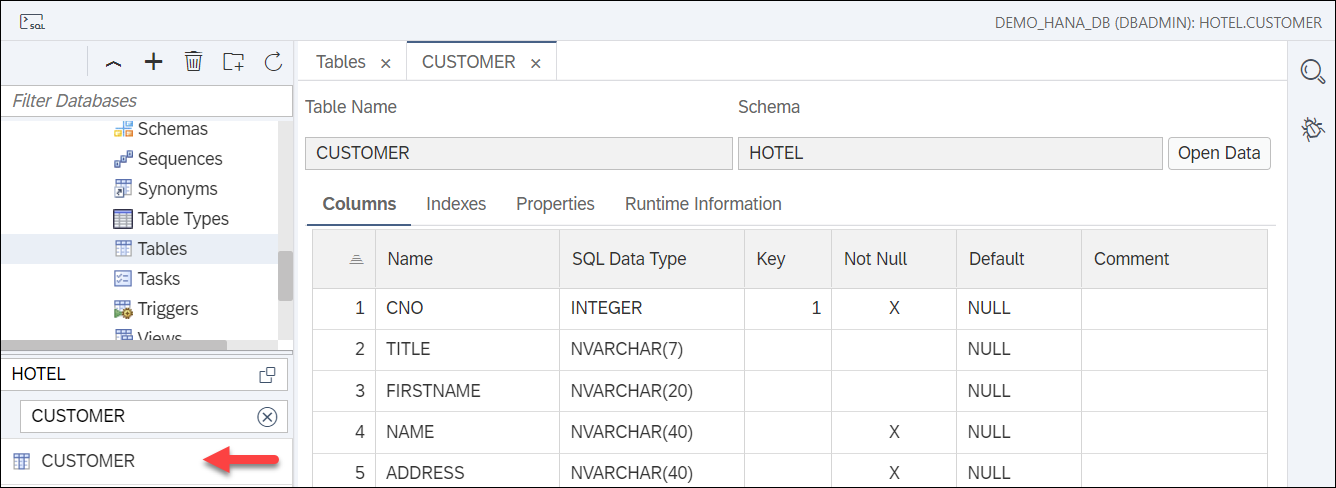 SQL
DEMO_HANA_DB (DBADMIN): HOTEL.CUSTOMER
Filter Databases
Schemas
Sequences
Synonyms
Table Types
Tables
Tasks
Triggers
Views
HOTEL
CUSTOMER
CUSTOMER
Tables × CUSTOMER ×
Table Name Schema
CUSTOMER HOTEL Open Data
Columns Indexes Properties Runtime Information
Name SQL Data Type Key Not Null Default Comment
1 CNO INTEGER 1 X NULL
2 TITLE NVARCHAR(7) NULL
3 FIRSTNAME NVARCHAR(20) NULL
4 NAME NVARCHAR(40) X NULL
5 ADDRESS NVARCHAR(40) X NULL